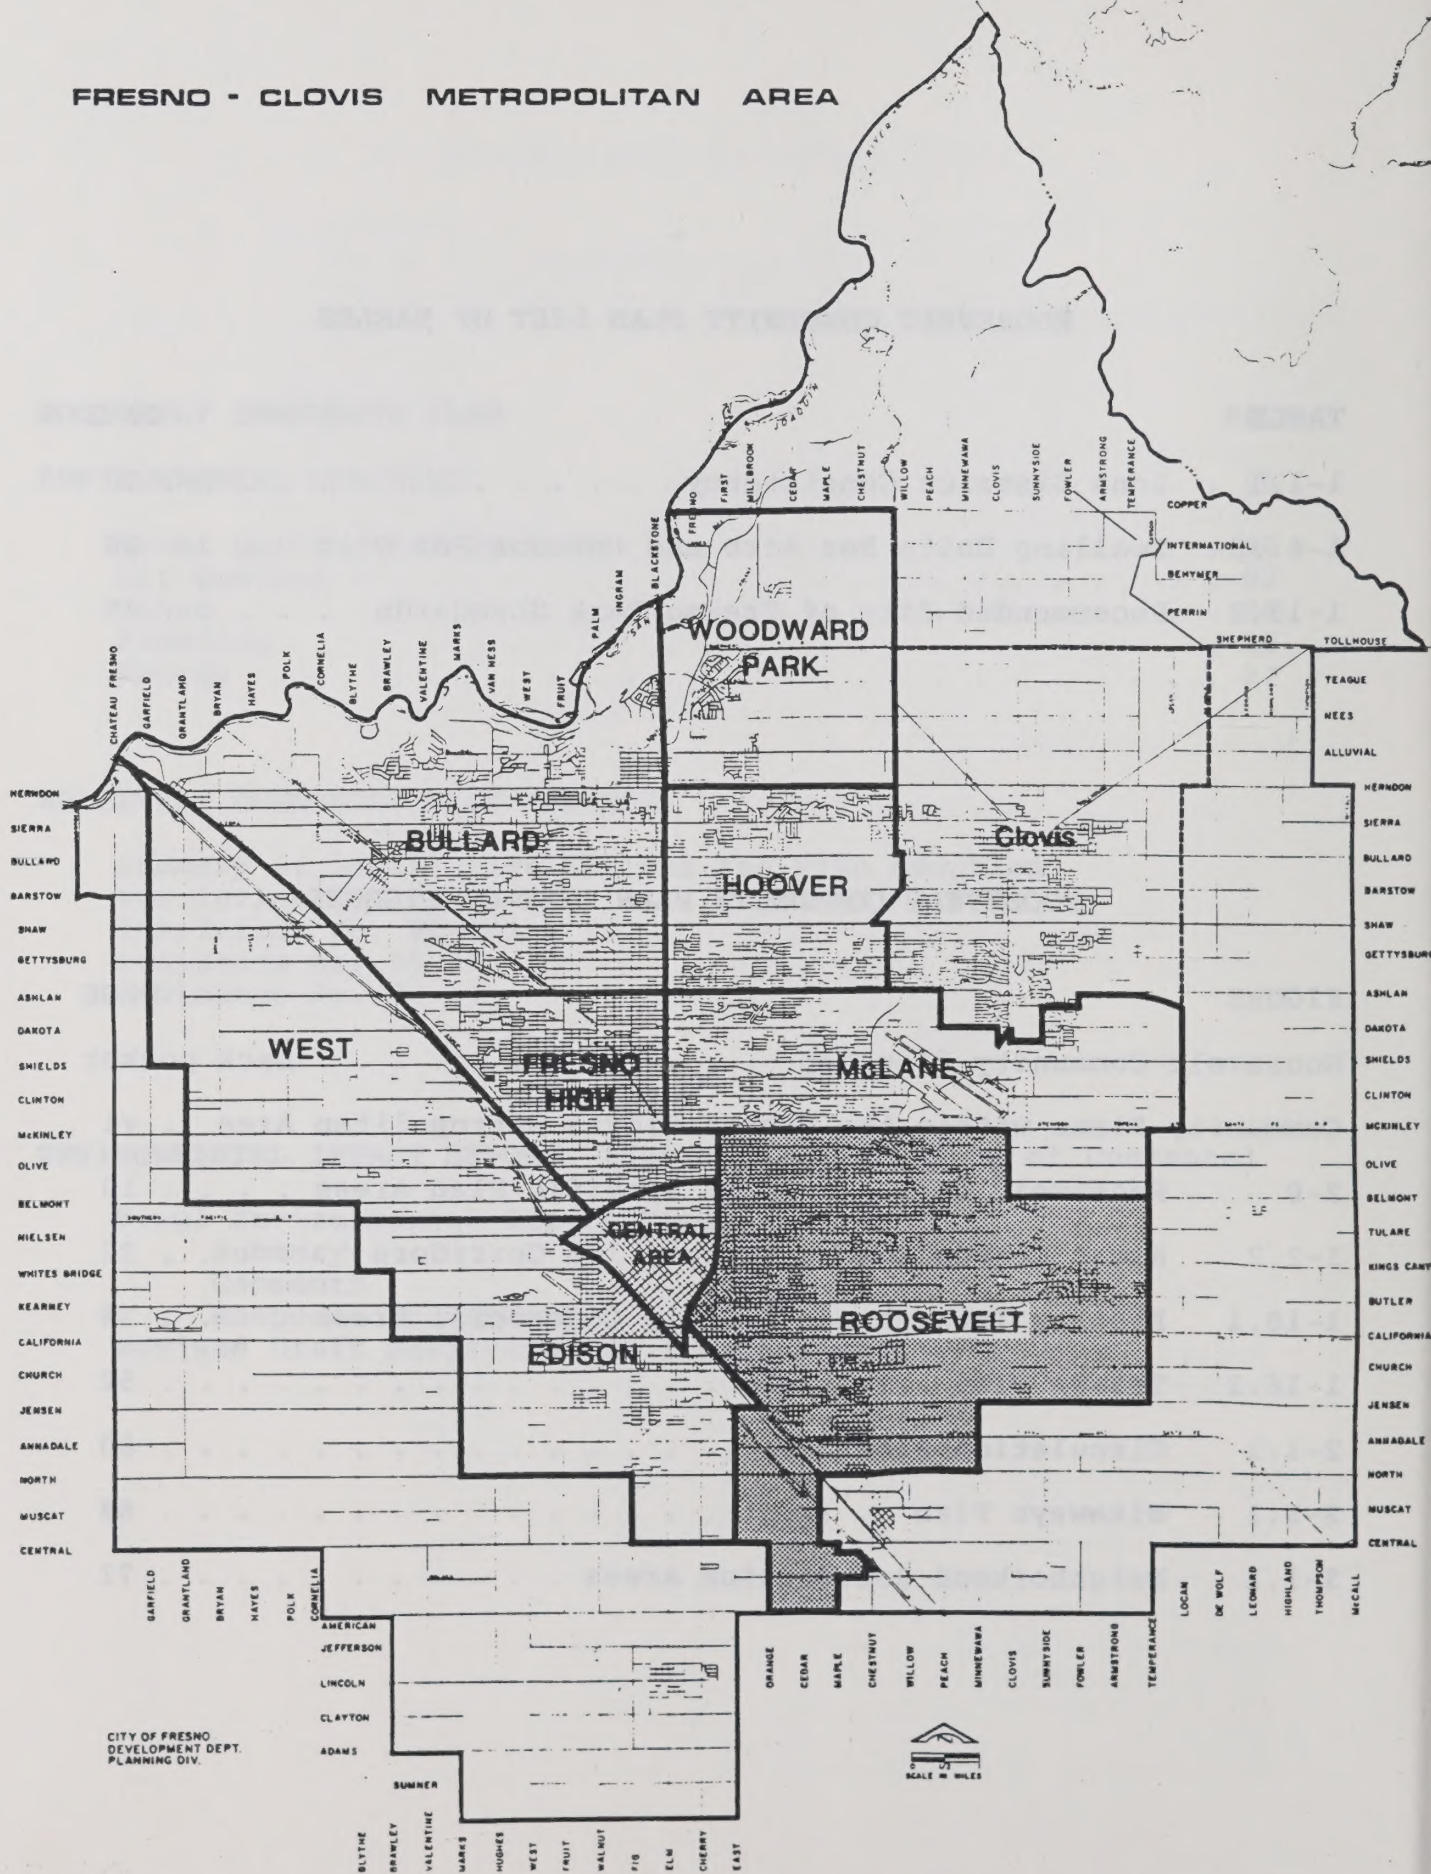 FRESNO - CLOVIS METROPOLITAN AREA
RIVER
JOAQUIN
SAN
FRESNO
FIRST
MILLBROOK
CEDAR
MAPLE
CHESTNUT
WILLOW
PEACH
MINNEWAWA
CLOVIS
SUNNYSIDE
FOWLER
ARMSTRONG
TEMPERANCE
COPPER
INTERNATIONAL
BEHYMER
PERRIN
SHEPHERD
TOLLHOUSE
TEAGUE
NEES
ALLUVIAL
HERNDON
SIERRA
BULLARD
BARSTOW
SHAW
GETTYSBURG
ASHLAN
DAKOTA
SHIELDS
CLINTON
MCKINLEY
OLIVE
BELMONT
TULARE
KINGS CANY
BUTLER
CALIFORNIA
CHURCH
JENSEN
ANNADALE
NORTH
MUSCAT
CENTRAL
CHATEAU FRESNO
GARFIELD
GRANTLAND
BRYAN
HAYES
POLK
CORNELIA
BLYTHE
BRAWLEY
VALENTINE
MARKS
VAN NESS
WEST
FRUIT
PALM
INGRAM
BLACKSTONE
HERNDON
SIERRA
BULLARD
BARSTOW
SHAW
GETTYSBURG
ASHLAN
DAKOTA
SHIELDS
CLINTON
McKINLEY
OLIVE
BELMONT
NIELSEN
WHITES BRIDGE
KEARNEY
CALIFORNIA
CHURCH
JENSEN
ANNADALE
NORTH
MUSCAT
CENTRAL
WOODWARD
PARK
BULLARD
HOOVER
Clovis
WEST
FRESNO
HIGH
McLANE
SOUTHERN PACIFIC R R
CENTRAL
AREA
ROOSEVELT
EDISON
GARFIELD
GRANTLAND
BRYAN
HAYES
POLK
CORNELIA
AMERICAN
JEFFERSON
LINCOLN
CLAYTON
ADAMS
SUMNER
BLYTHE
BRAWLEY
VALENTINE
MARKS
HUGHES
WEST
FRUIT
WALNUT
FIG
ELM
CHERRY
EAST
ORANGE
CEDAR
MAPLE
CHESTNUT
WILLOW
PEACH
MINNEWAWA
CLOVIS
SUNNYSIDE
FOWLER
ARMSTRONG
TEMPERANCE
LOCAN
DE WOLF
LEONARD
HIGHLAND
THOMPSON
McCALL
CITY OF FRESNO
DEVELOPMENT DEPT.
PLANNING DIV.
SCALE IN MILES